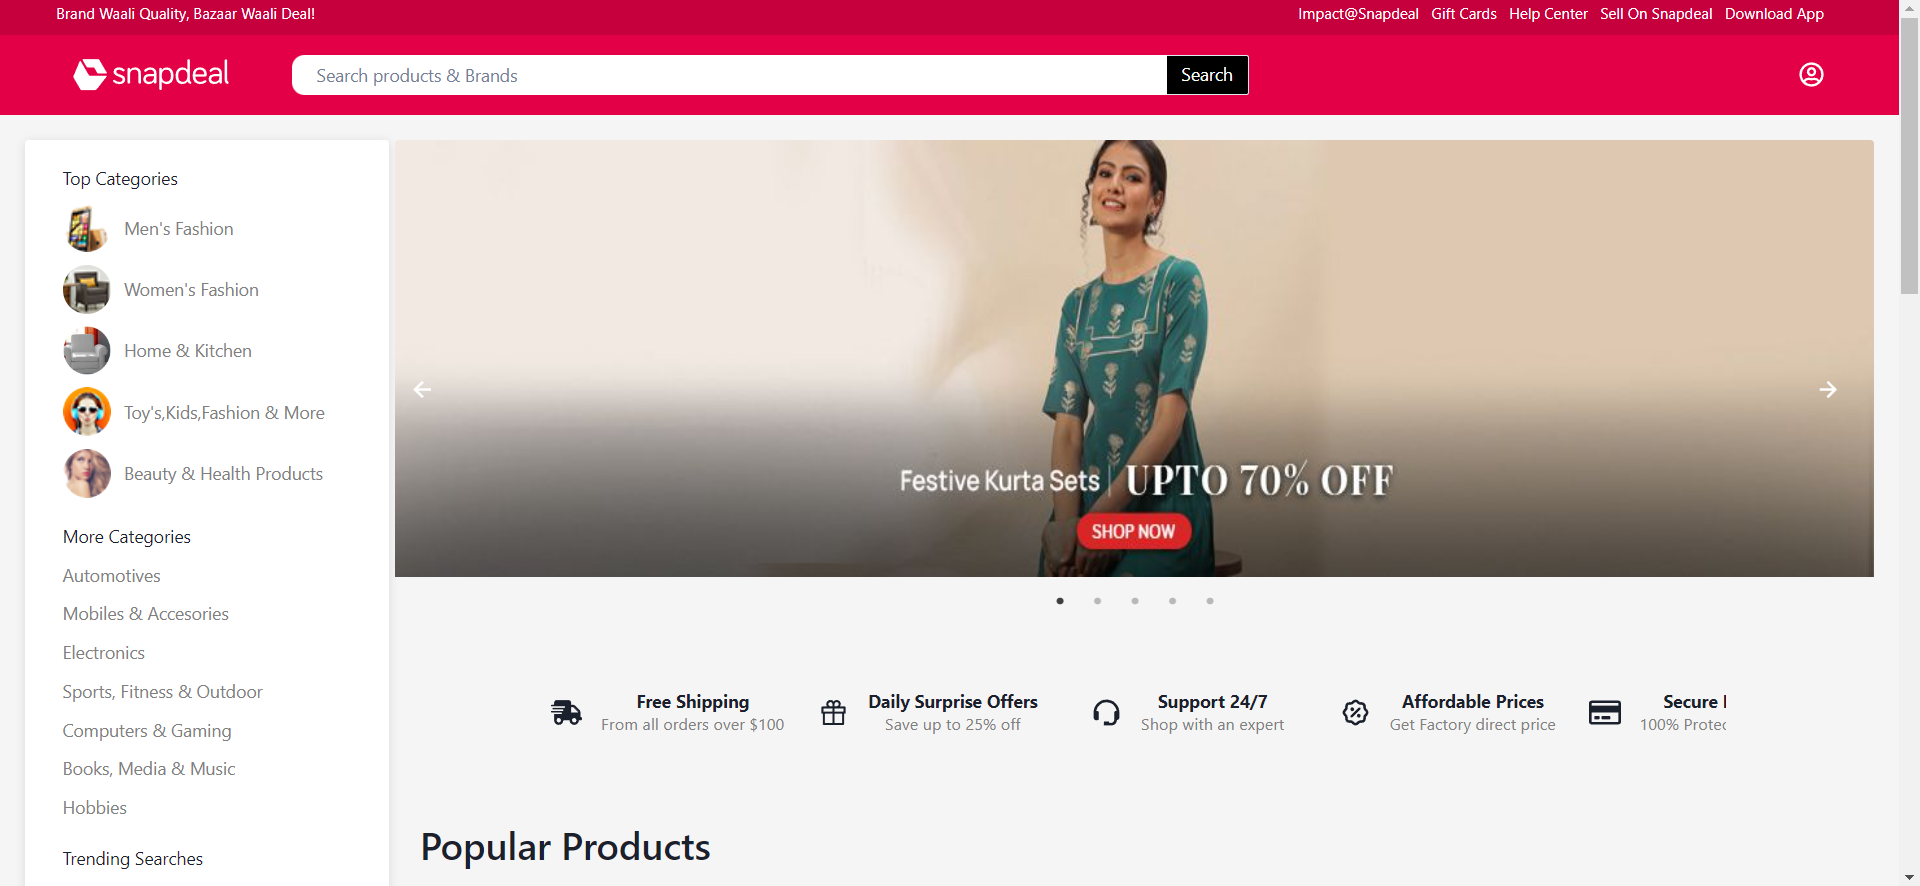 Brand Waali Quality, Bazaar Waali Deal!
Impact@Snapdeal Gift Cards Help Center Sell On Snapdeal Download App
snapdeal
Search products & Brands
Search
Top Categories
Men's Fashion
Women's Fashion
Home & Kitchen
Toy's,Kids,Fashion & More
Beauty & Health Products
More Categories
Automotives
Mobiles & Accesories
Electronics
Sports, Fitness & Outdoor
Computers & Gaming
Books, Media & Music
Hobbies
Trending Searches
Festive Kurta Sets | UPTO 70% OFF
SHOP NOW
Free Shipping
From all orders over $100
Daily Surprise Offers
Save up to 25% off
Support 24/7
Shop with an expert
Affordable Prices
Get Factory direct price
Secure
100%
Popular Products